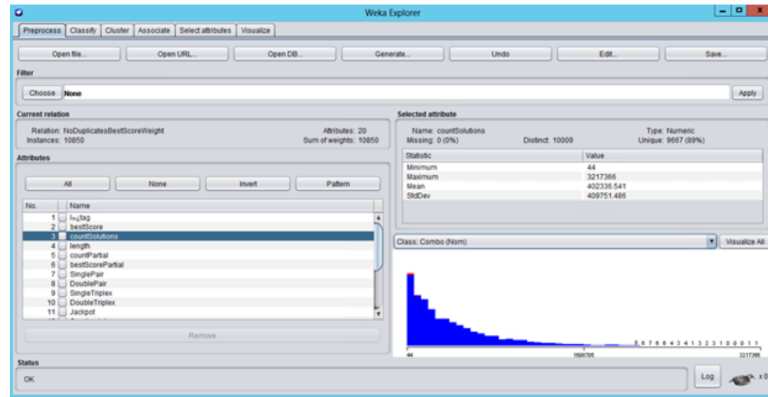 Weka Explorer
Preprocess Classify Cluster Associate Select attributes Visualize
Open file... Open URL... Open DB... Generate... Undo Edit... Save...
Filter
Choose None Apply
Current relation
Relation: NoDuplicatesBestScoreWeight Attributes: 20
Instances: 10850 Sum of weights: 10850
Selected attribute
Name: countSolutions Type: Numeric
Missing: 0 (0%) Distinct: 10009 Unique: 9667 (89%)
Statistic Value
Minimum 44
Maximum 3217366
Mean 402336.541
StdDev 409751.486
Attributes
All None Invert Pattern
No. Name
1 ï»¿tag
2 bestScore
3 countSolutions
4 length
5 countPartial
6 bestScorePartial
7 SinglePair
8 DoublePair
9 SingleTriplex
10 DoubleTriplex
11 Jackpot
Remove
Class: Combo (Nom) Visualize All
44 1608705 3217366
Status
OK Log x 0